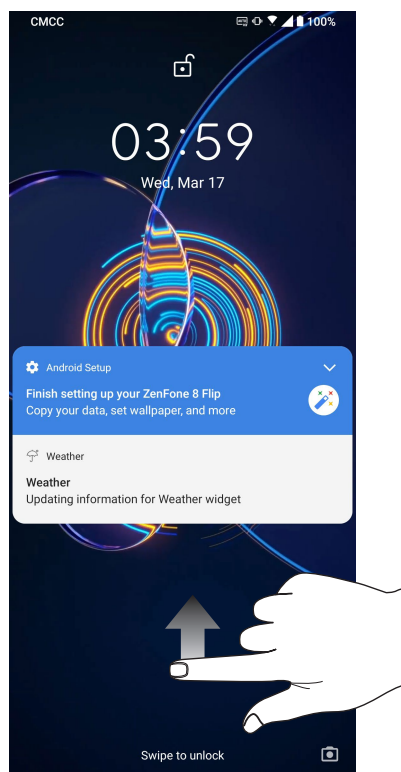 CMCC
100%
03:59
Wed, Mar 17
Android Setup
Finish setting up your ZenFone 8 Flip
Copy your data, set wallpaper, and more
Weather
Weather
Updating information for Weather widget
Swipe to unlock